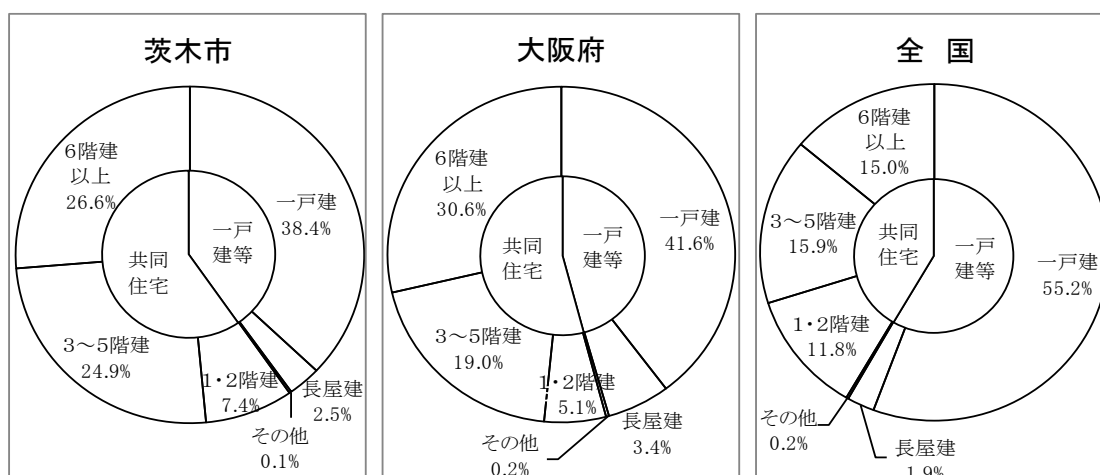 茨木市
6階建
以上
26.6%
一戸建
38.4%
一戸
建等
共同
住宅
3～5階建
24.9%
1・2階建
7.4%
長屋建
2.5%
その他
0.1%
大阪府
6階建
以上
30.6%
一戸建
41.6%
一戸
建等
共同
住宅
3～5階建
19.0%
1・2階建
5.1%
長屋建
3.4%
その他
0.2%
全　国
6階建
以上
15.0%
3～5階建
15.9%
共同
住宅
一戸
建等
一戸建
55.2%
1・2階建
11.8%
その他
0.2%
長屋建
1.9%